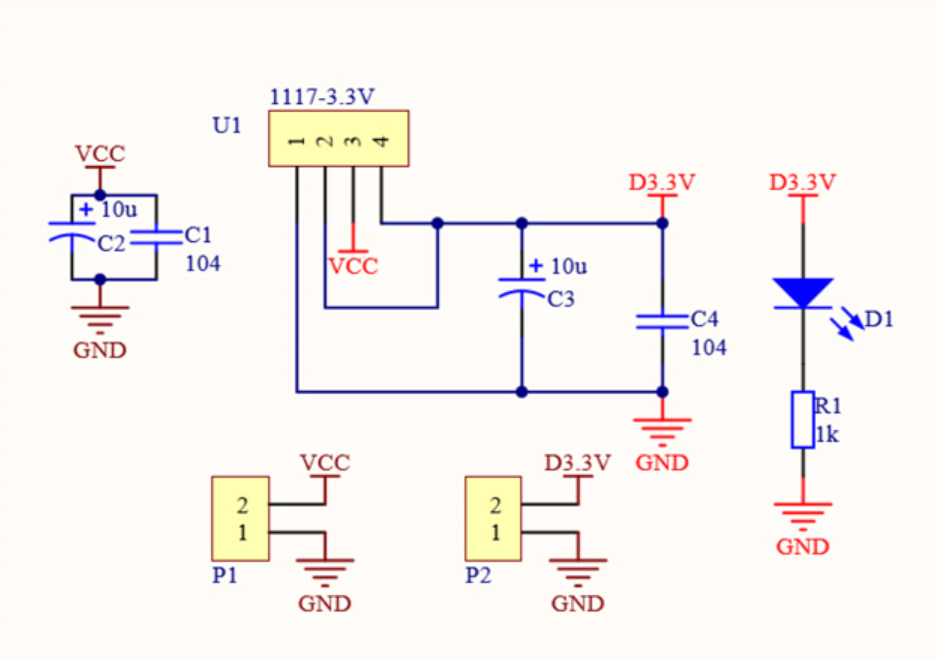 1117-3.3V
U1
1 2 3 4
VCC
+ 10u
C2
C1
104
GND
VCC
D3.3V
+ 10u
C3
C4
104
GND
D3.3V
D1
R1
1k
GND
VCC
2
1
P1
GND
D3.3V
2
1
P2
GND